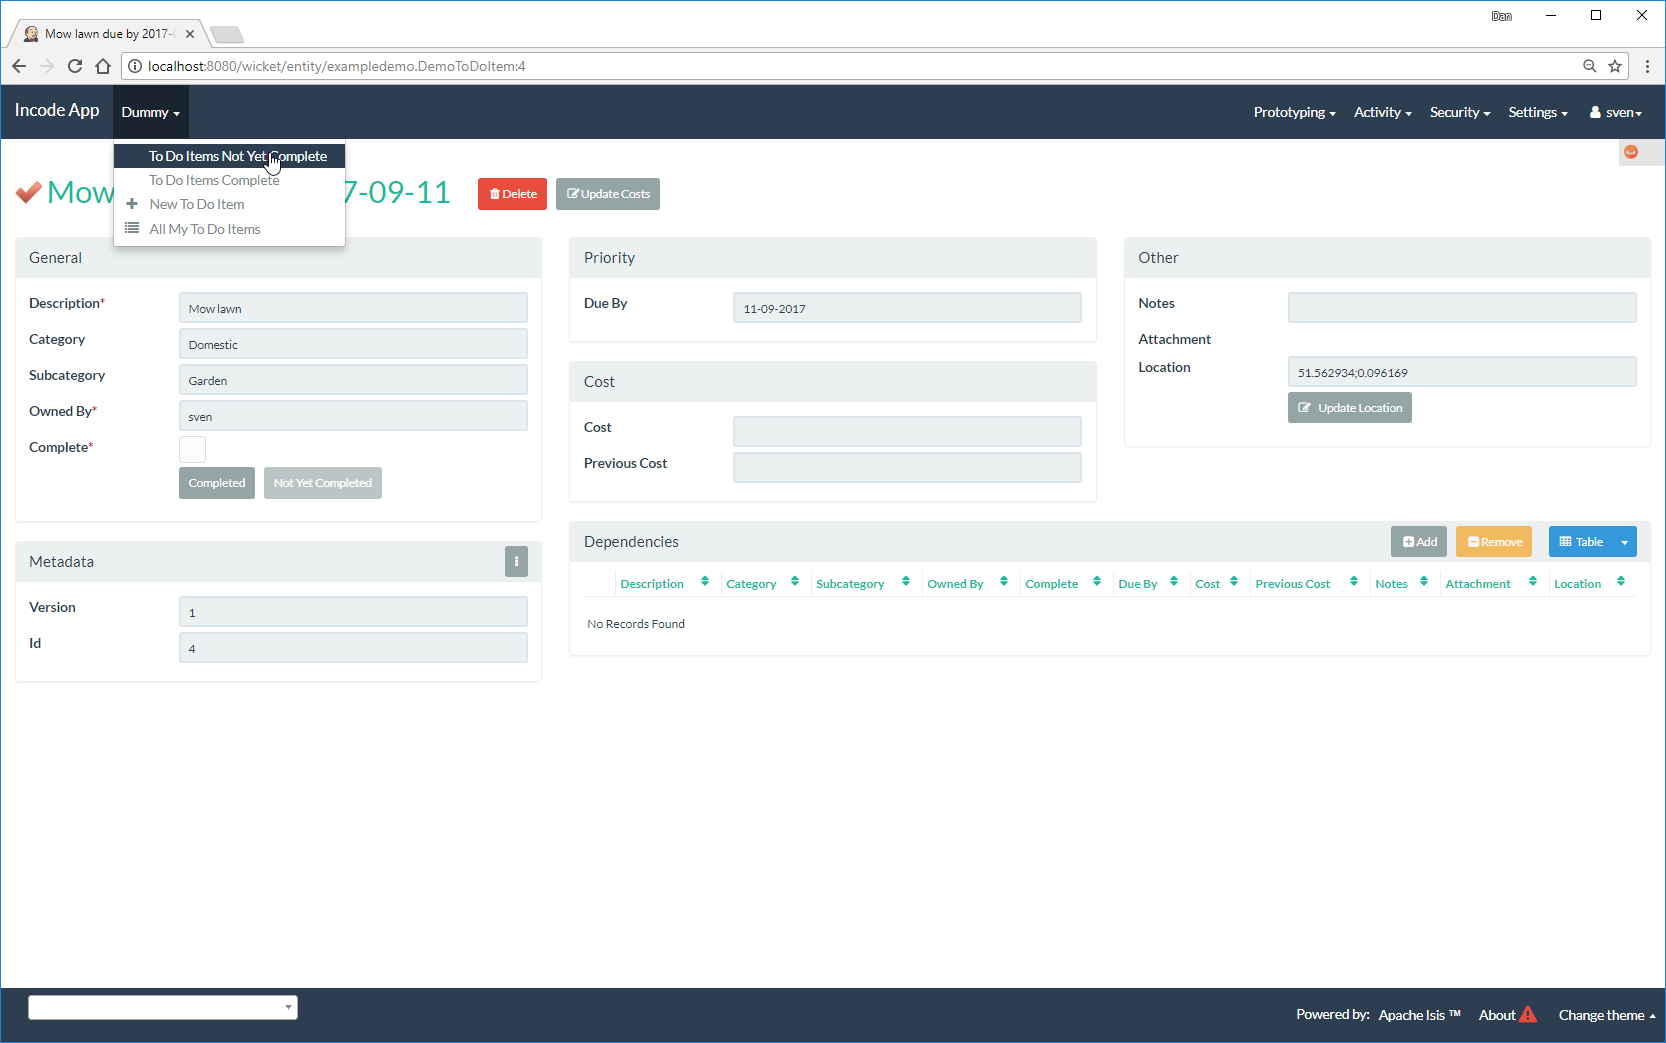 Dan
Mow lawn due by 2017-0
localhost:8080/wicket/entity/exampledemo.DemoToDoItem:4
Incode App
Dummy
Prototyping
Activity
Security
Settings
sven
To Do Items Not Yet Complete
To Do Items Complete
New To Do Item
All My To Do Items
Mow 7-09-11
Delete
Update Costs
General
Description*
Mow lawn
Category
Domestic
Subcategory
Garden
Owned By*
sven
Complete*
Completed
Not Yet Completed
Metadata
Version
1
Id
4
Priority
Due By
11-09-2017
Cost
Cost
Previous Cost
Other
Notes
Attachment
Location
51.562934;0.096169
Update Location
Dependencies
Add
Remove
Table
Description Category Subcategory Owned By Complete Due By Cost Previous Cost Notes Attachment Location
No Records Found
Powered by: Apache Isis ™ About Change theme